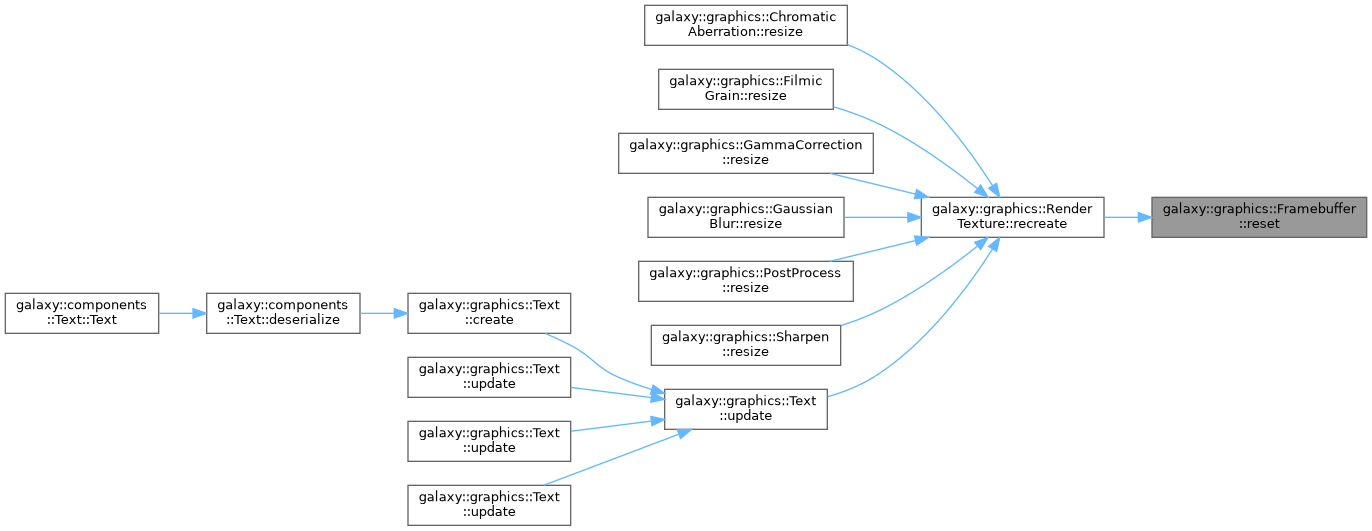 galaxy::graphics::Chromatic
Aberration::resize
galaxy::graphics::Filmic
Grain::resize
galaxy::graphics::GammaCorrection
::resize
galaxy::graphics::Gaussian
Blur::resize
galaxy::graphics::Render
Texture::recreate
galaxy::graphics::Framebuffer
::reset
galaxy::graphics::PostProcess
::resize
galaxy::components
::Text::Text
galaxy::components
::Text::deserialize
galaxy::graphics::Text
::create
galaxy::graphics::Sharpen
::resize
galaxy::graphics::Text
::update
galaxy::graphics::Text
::update
galaxy::graphics::Text
::update
galaxy::graphics::Text
::update